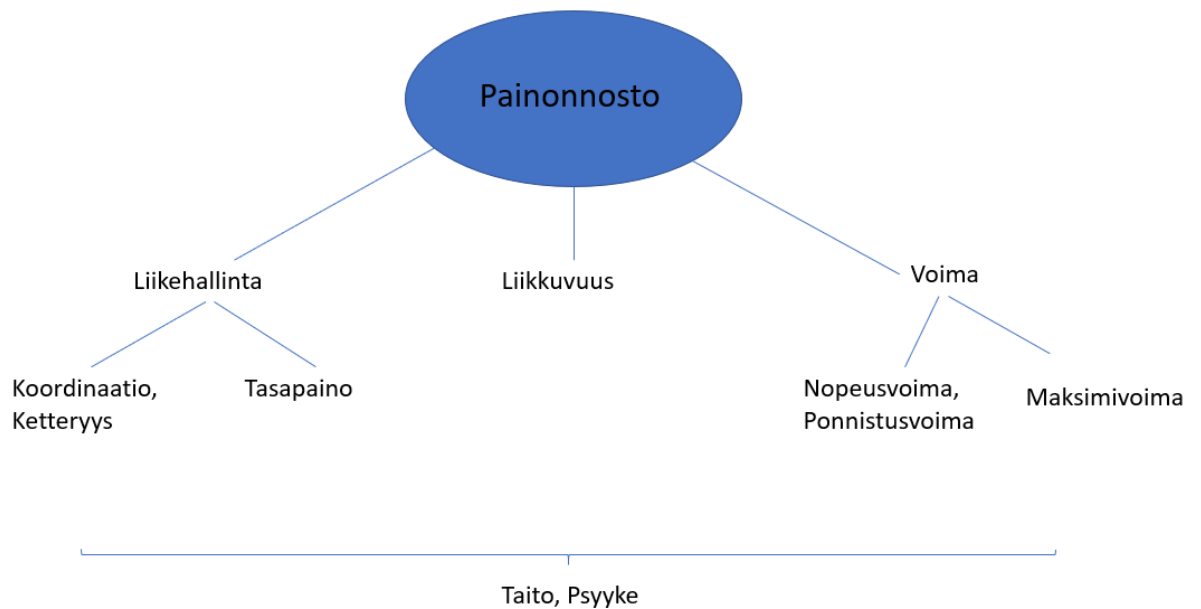 Painonnosto
Liikehallinta
Liikkuvuus
Voima
Koordinaatio,
Ketteryys
Tasapaino
Nopeusvoima,
Ponnistusvoima
Maksimivoima
Taito, Psyyke